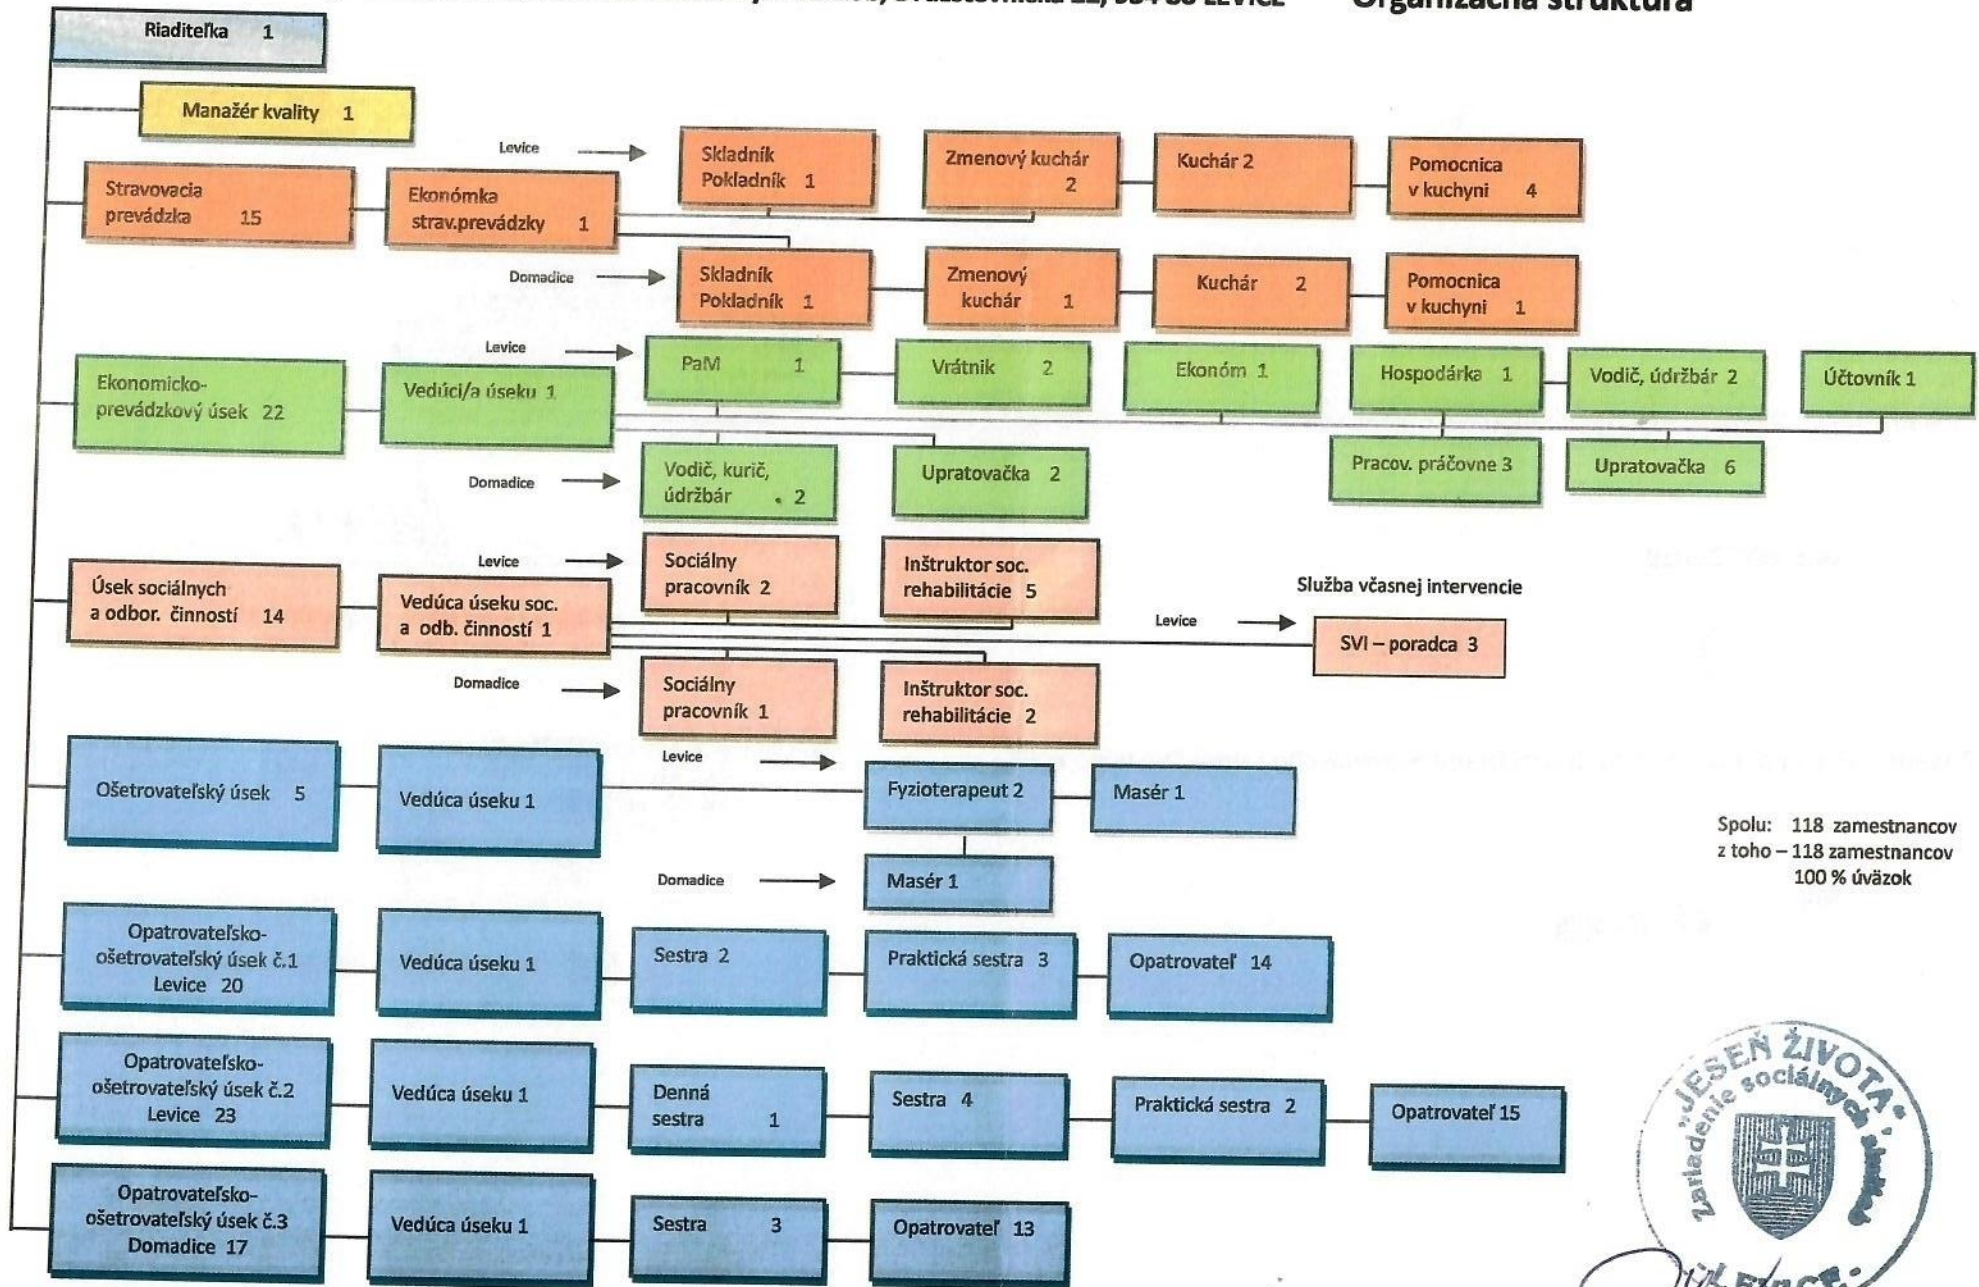 22, 934 80 LEVICE
Organizačná štruktúra
Riaditeľka 1
Manažér kvality 1
Levice
Skladník
Pokladník 1
Zmenový kuchár
2
Kuchár 2
Pomocnica
v kuchyni 4
Stravovacia
prevádzka 15
Ekonómka
strav.prevádzky 1
Domadice
Skladník
Pokladník 1
Zmenový
kuchár 1
Kuchár 2
Pomocnica
v kuchyni 1
Ekonomicko-
prevádzkový úsek 22
Vedúci/a úseku 1
Levice
PaM 1
Vrátnik 2
Ekonóm 1
Hospodárka 1
Vodič, údržbár 2
Účtovník 1
Domadice
Vodič, kurič,
údržbár 2
Upratovačka 2
Pracov. práčovne 3
Upratovačka 6
Úsek sociálnych
a odbor. činností 14
Vedúca úseku soc.
a odb. činností 1
Levice
Sociálny
pracovník 2
Inštruktor soc.
rehabilitácie 5
Služba včasnej intervencie
Levice
SVI – poradca 3
Domadice
Sociálny
pracovník 1
Inštruktor soc.
rehabilitácie 2
Ošetrovateľský úsek 5
Vedúca úseku 1
Levice
Fyzioterapeut 2
Masér 1
Domadice
Masér 1
Spolu: 118 zamestnancov
z toho – 118 zamestnancov
100 % úväzok
Opatrovateľsko-
ošetrovateľský úsek č.1
Levice 20
Vedúca úseku 1
Sestra 2
Praktická sestra 3
Opatrovateľ 14
Opatrovateľsko-
ošetrovateľský úsek č.2
Levice 23
Vedúca úseku 1
Denná
sestra 1
Sestra 4
Praktická sestra 2
Opatrovateľ 15
Opatrovateľsko-
ošetrovateľský úsek č.3
Domadice 17
Vedúca úseku 1
Sestra 3
Opatrovateľ 13
"JESEŇ ŽIVOTA"
Zariadenie sociálnych služieb
LEVICE